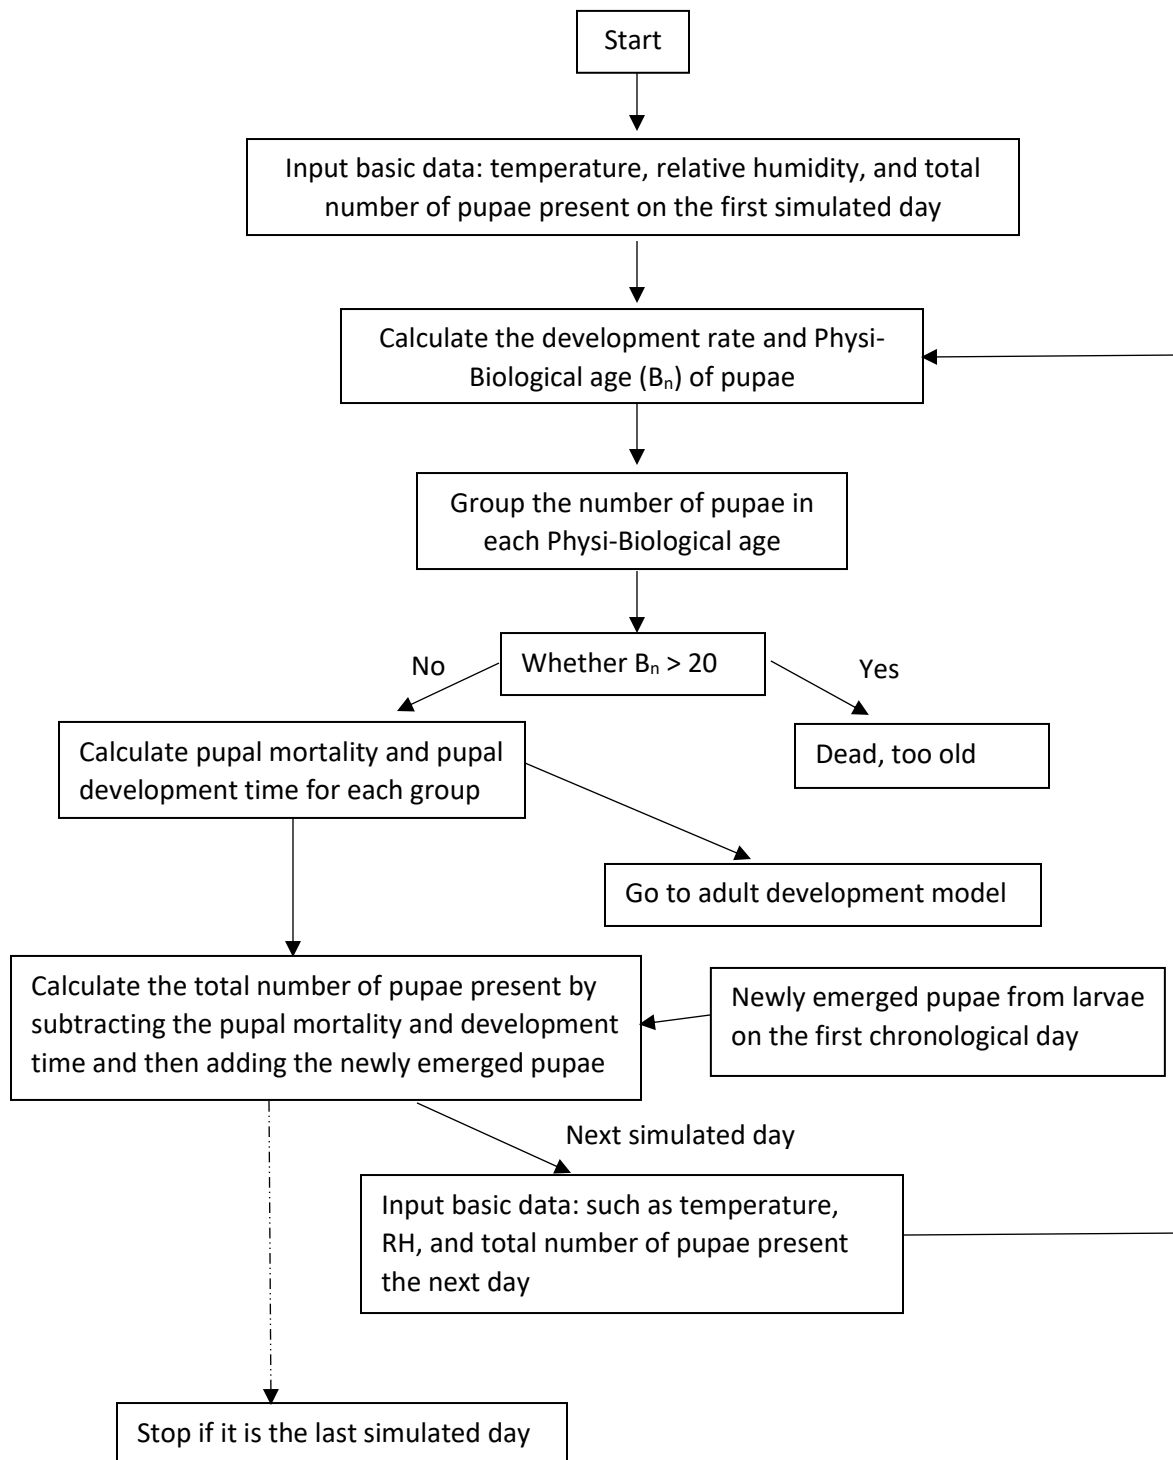 Start
Input basic data: temperature, relative humidity, and total
number of pupae present on the first simulated day
Calculate the development rate and Physi-
Biological age (Bₙ) of pupae
Group the number of pupae in
each Physi-Biological age
Whether Bₙ > 20
No
Yes
Calculate pupal mortality and pupal
development time for each group
Dead, too old
Go to adult development model
Calculate the total number of pupae present by
subtracting the pupal mortality and development
time and then adding the newly emerged pupae
Newly emerged pupae from larvae
on the first chronological day
Next simulated day
Input basic data: such as temperature,
RH, and total number of pupae present
the next day
Stop if it is the last simulated day